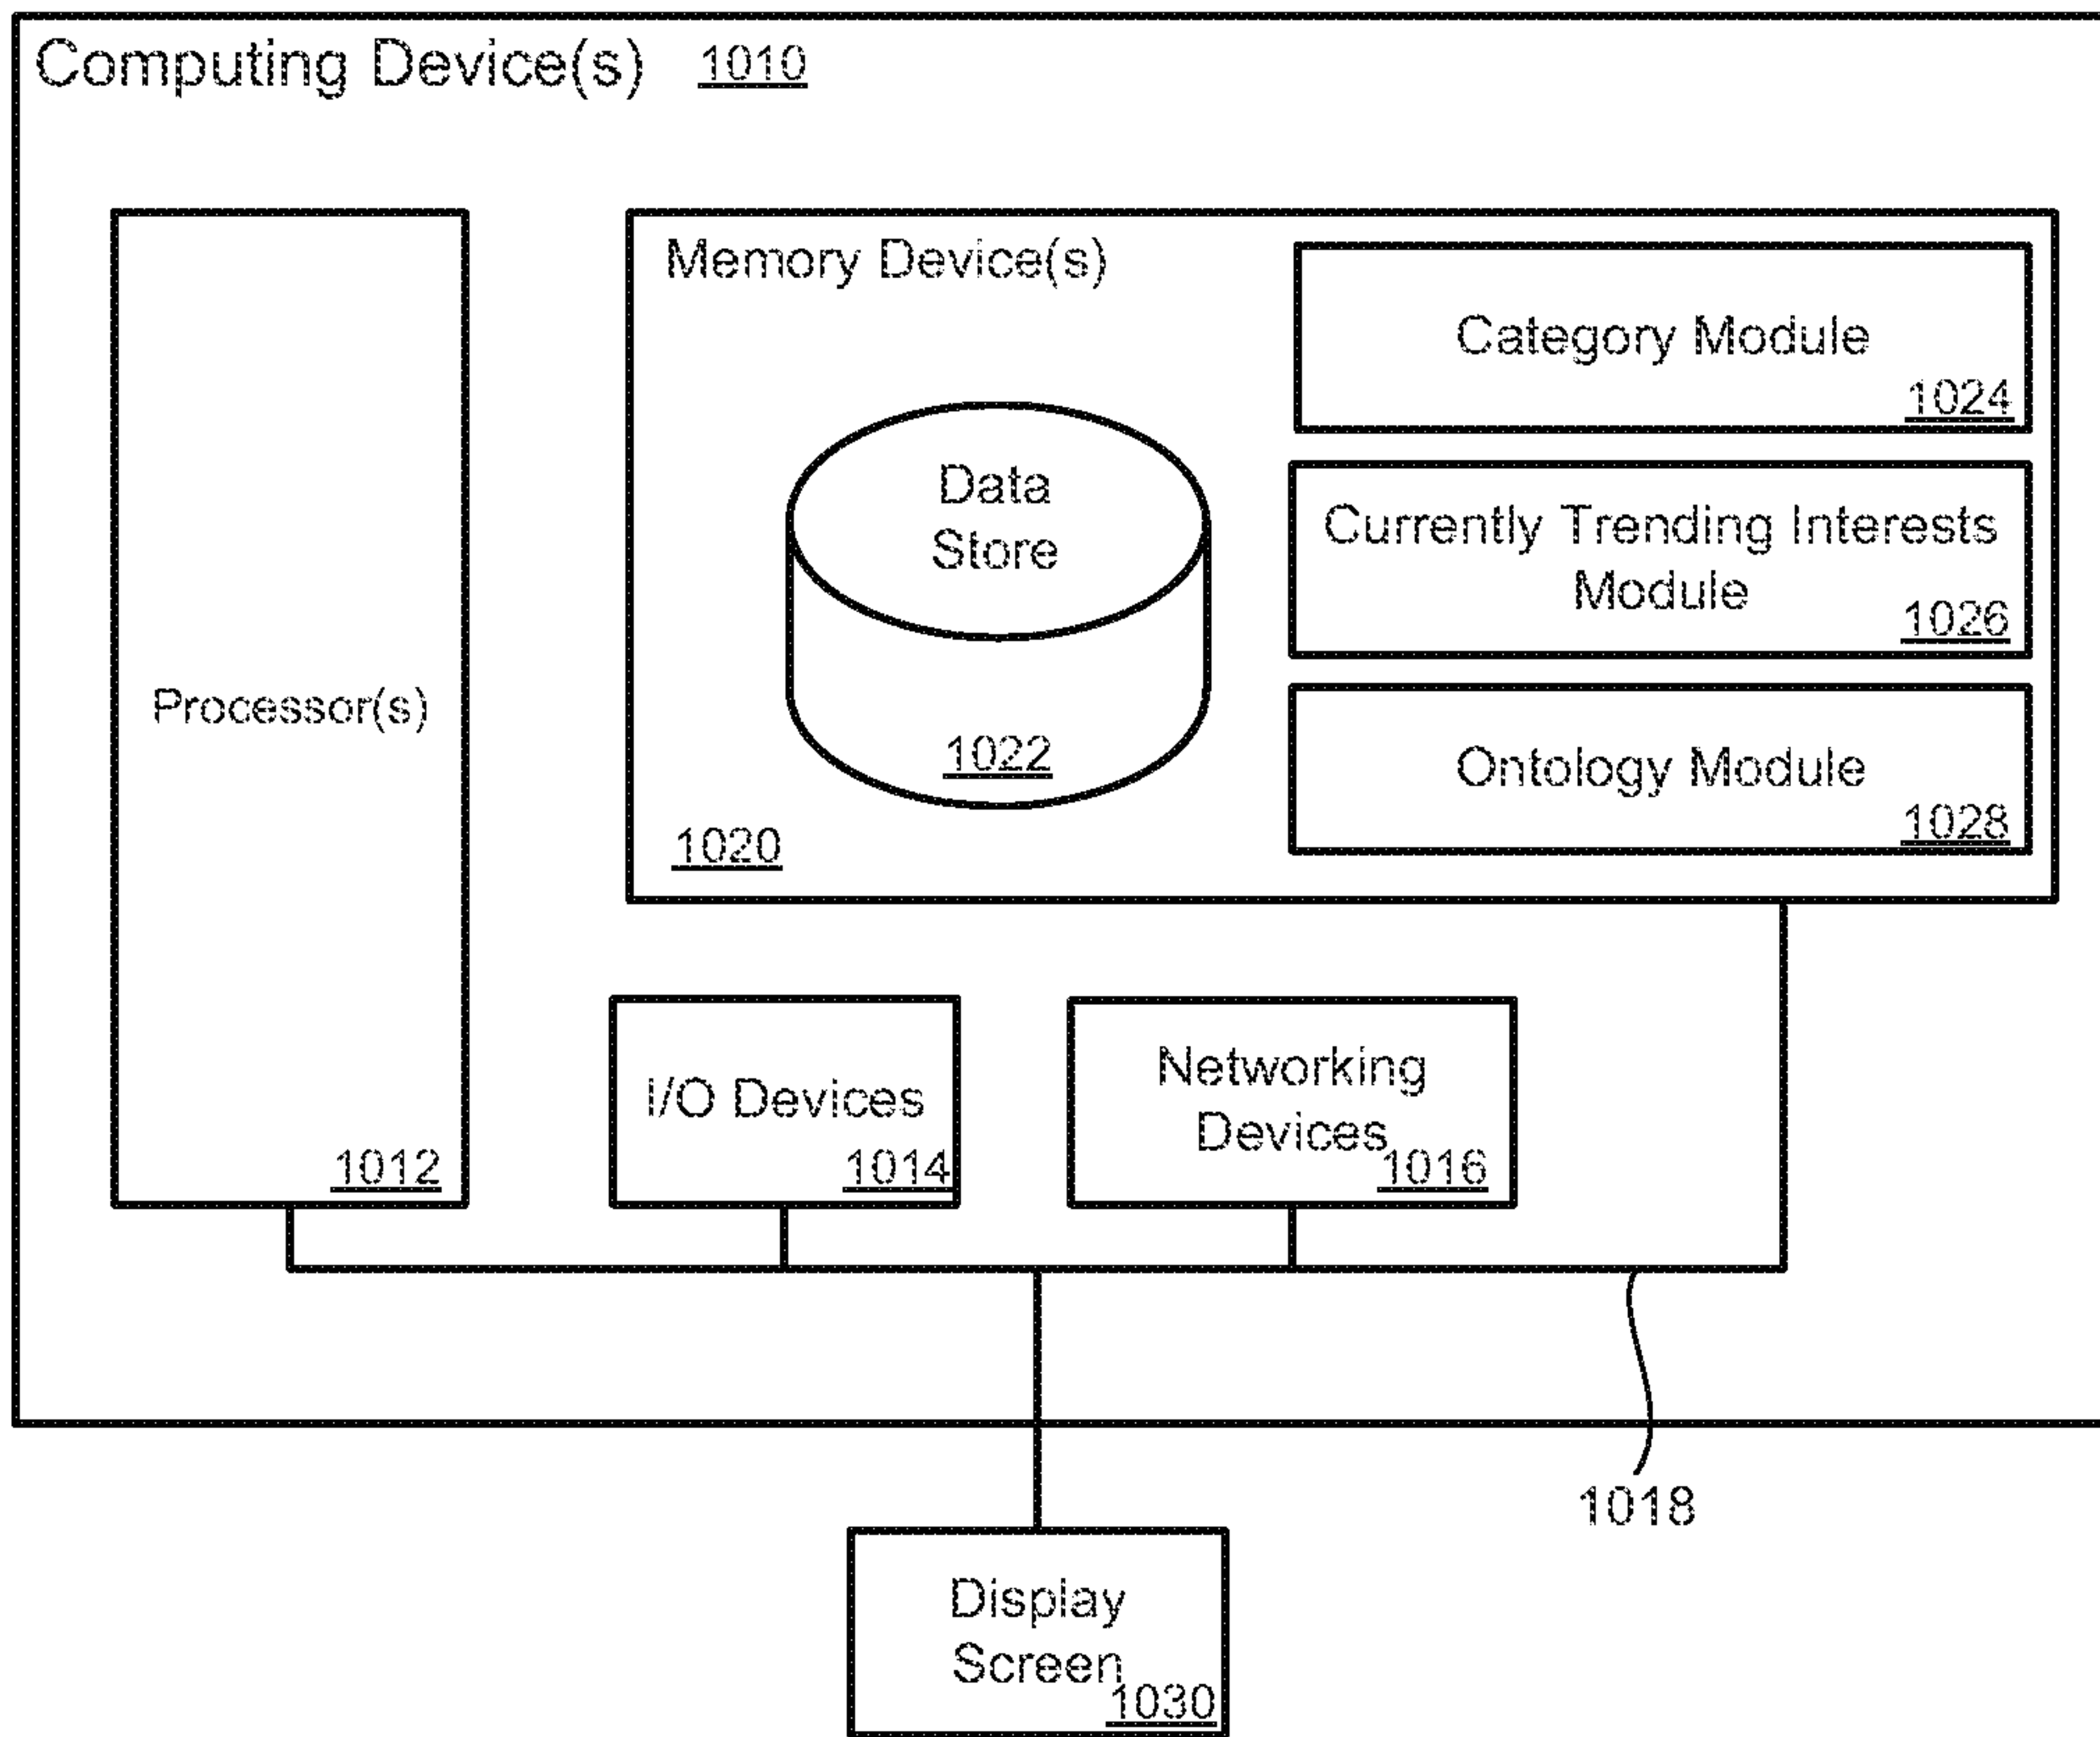 Computing Device(s) 1010
Memory Device(s)
Category Module
1024
Data
Store
Currently Trending Interests
Module
1026
Processor(s)
1022
Ontology Module
1028
1020
I/O Devices
1014
Networking
Devices
1016
1012
1018
Display
Screen
1030